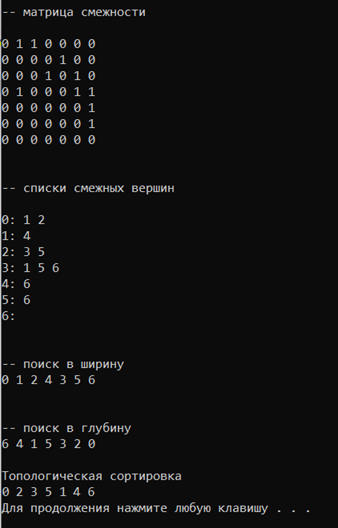 -- матрица смежности
0 1 1 0 0 0 0
0 0 0 0 1 0 0
0 0 0 1 0 1 0
0 1 0 0 0 1 1
0 0 0 0 0 0 1
0 0 0 0 0 0 1
0 0 0 0 0 0 0
-- списки смежных вершин
0: 1 2
1: 4
2: 3 5
3: 1 5 6
4: 6
5: 6
6:
-- поиск в ширину
0 1 2 4 3 5 6
-- поиск в глубину
6 4 1 5 3 2 0
Топологическая сортировка
0 2 3 5 1 4 6
Для продолжения нажмите любую клавишу . . .